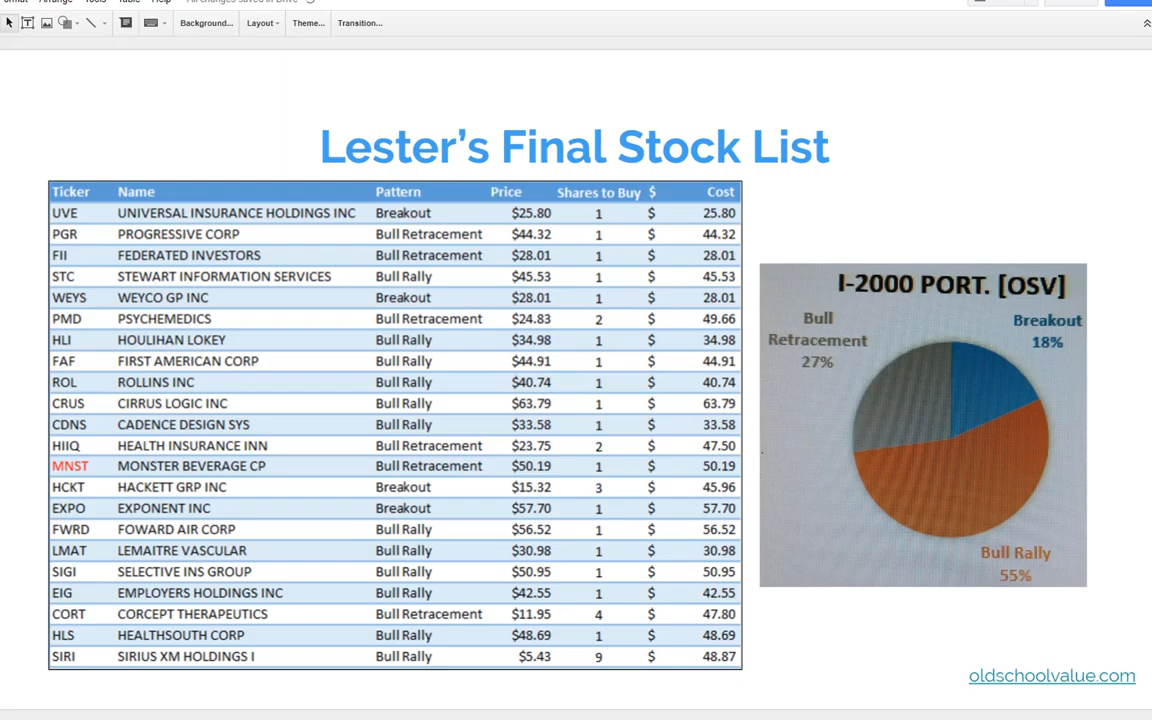 Background...
Layout
Theme...
Transition...
Lester's Final Stock List
Ticker Name Pattern Price Shares to Buy $ Cost
UVE UNIVERSAL INSURANCE HOLDINGS INC Breakout $25.80 1 $ 25.80
PGR PROGRESSIVE CORP Bull Retracement $44.32 1 $ 44.32
FII FEDERATED INVESTORS Bull Retracement $28.01 1 $ 28.01
STC STEWART INFORMATION SERVICES Bull Rally $45.53 1 $ 45.53
WEYS WEYCO GP INC Breakout $28.01 1 $ 28.01
PMD PSYCHEMEDICS Bull Retracement $24.83 2 $ 49.66
HLI HOULIHAN LOKEY Bull Rally $34.98 1 $ 34.98
FAF FIRST AMERICAN CORP Bull Rally $44.91 1 $ 44.91
ROL ROLLINS INC Bull Rally $40.74 1 $ 40.74
CRUS CIRRUS LOGIC INC Bull Rally $63.79 1 $ 63.79
CDNS CADENCE DESIGN SYS Bull Rally $33.58 1 $ 33.58
HIIQ HEALTH INSURANCE INN Bull Retracement $23.75 2 $ 47.50
MNST MONSTER BEVERAGE CP Bull Retracement $50.19 1 $ 50.19
HCKT HACKETT GRP INC Breakout $15.32 3 $ 45.96
EXPO EXPONENT INC Breakout $57.70 1 $ 57.70
FWRD FOWARD AIR CORP Bull Rally $56.52 1 $ 56.52
LMAT LEMAITRE VASCULAR Bull Rally $30.98 1 $ 30.98
SIGI SELECTIVE INS GROUP Bull Rally $50.95 1 $ 50.95
EIG EMPLOYERS HOLDINGS INC Bull Rally $42.55 1 $ 42.55
CORT CORCEPT THERAPEUTICS Bull Retracement $11.95 4 $ 47.80
HLS HEALTHSOUTH CORP Bull Rally $48.69 1 $ 48.69
SIRI SIRIUS XM HOLDINGS I Bull Rally $5.43 9 $ 48.87
I-2000 PORT. [OSV]
Bull
Retracement
27%
Breakout
18%
Bull Rally
55%
oldschoolvalue.com